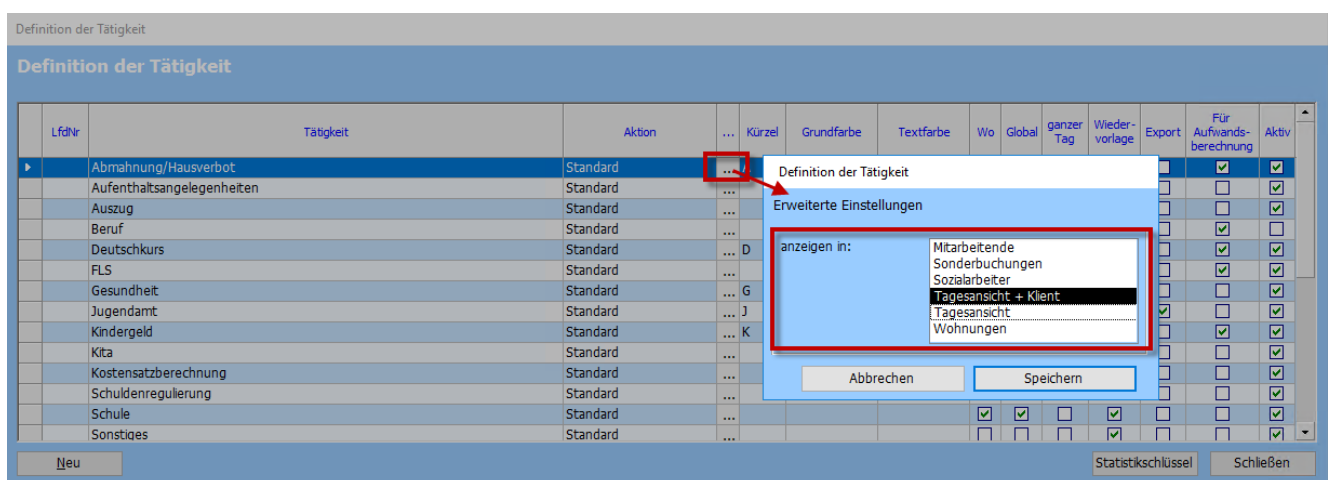 Definition der Tätigkeit
Definition der Tätigkeit
LfdNr Tätigkeit Aktion ... Kürzel Grundfarbe Textfarbe Wo Global ganzer Tag Wieder-vorlage Export Für Aufwands-berechnung Aktiv
Abmahnung/Hausverbot Standard ...
Aufenthaltsangelegenheiten Standard ...
Auszug Standard ...
Beruf Standard ...
Deutschkurs Standard ... D
FLS Standard ...
Gesundheit Standard ... G
Jugendamt Standard ... J
Kindergeld Standard ... K
Kita Standard ...
Kostensatzberechnung Standard ...
Schuldenregulierung Standard ...
Schule Standard ...
Sonstiges Standard ...
Definition der Tätigkeit
Erweiterte Einstellungen
anzeigen in:
Mitarbeitende
Sonderbuchungen
Sozialarbeiter
Tagesansicht + Klient
Tagesansicht
Wohnungen
Abbrechen Speichern
Neu Statistikschlüssel Schließen